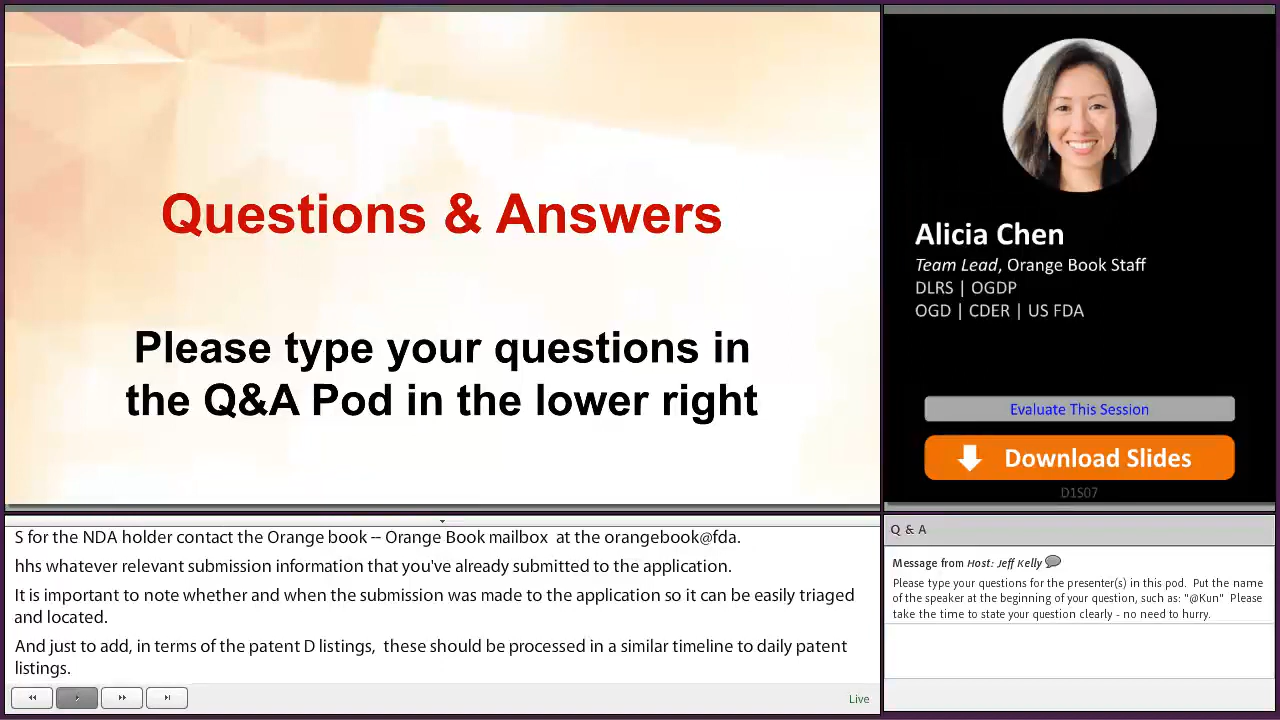 Questions & Answers
Please type your questions in
the Q&A Pod in the lower right
Alicia Chen
Team Lead, Orange Book Staff
DLRS | OGDP
OGD | CDER | US FDA
Evaluate This Session
Download Slides
D1S07
S for the NDA holder contact the Orange book -- Orange Book mailbox at the orangebook@fda.
hhs whatever relevant submission information that you've already submitted to the application.
It is important to note whether and when the submission was made to the application so it can be easily triaged
and located.
And just to add, in terms of the patent D listings, these should be processed in a similar timeline to daily patent
listings.
Live
Q & A
Message from Host: Jeff Kelly
Please type your questions for the presenter(s) in this pod. Put the name
of the speaker at the beginning of your question, such as: "@Kun" Please
take the time to state your question clearly - no need to hurry.